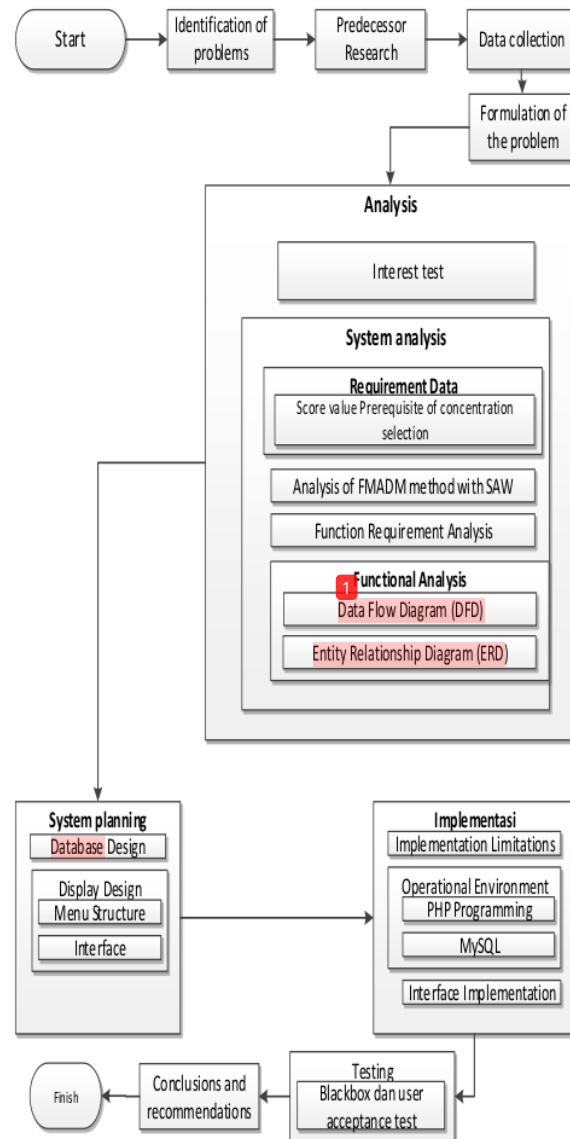 Start
Identification of
problems
Predecessor
Research
Data collection
Formulation of
the problem
Analysis
Interest test
System analysis
Requirement Data
Score value Prerequisite of concentration
selection
Analysis of FMADM method with SAW
Function Requirement Analysis
Functional Analysis
1
Data Flow Diagram (DFD)
Entity Relationship Diagram (ERD)
System planning
Database Design
Display Design
Menu Structure
Interface
Implementasi
Implementation Limitations
Operational Environment
PHP Programming
MySQL
Interface Implementation
Testing
Blackbox dan user
acceptance test
Conclusions and
recommendations
Finish